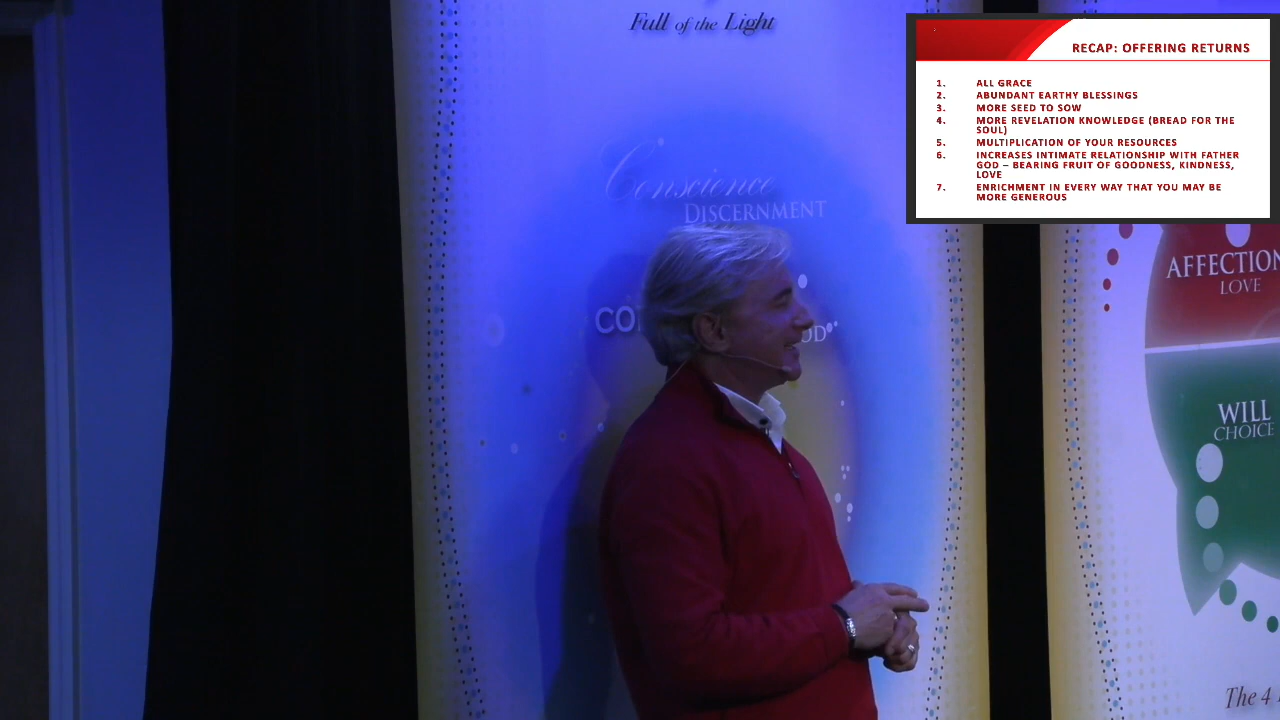 Full of the Light
RECAP: OFFERING RETURNS
1. ALL GRACE
2. ABUNDANT EARTHY BLESSINGS
3. MORE SEED TO SOW
4. MORE REVELATION KNOWLEDGE (BREAD FOR THE
SOUL)
5. MULTIPLICATION OF YOUR RESOURCES
6. INCREASES INTIMATE RELATIONSHIP WITH FATHER
GOD – BEARING FRUIT OF GOODNESS, KINDNESS,
LOVE
7. ENRICHMENT IN EVERY WAY THAT YOU MAY BE
MORE GENEROUS
Conscience
DISCERNMENT
AFFECTION
LOVE
WILL
CHOICE
The 4